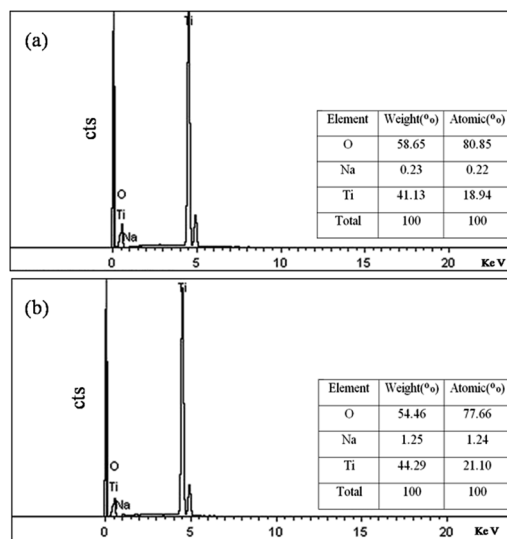 (a)
Ti
cts
O
Ti
Na
Element Weight(%) Atomic(%)
O 58.65 80.85
Na 0.23 0.22
Ti 41.13 18.94
Total 100 100
0 5 10 15 20 Ke V
(b)
Ti
cts
O
Ti
Na
Element Weight(%) Atomic(%)
O 54.46 77.66
Na 1.25 1.24
Ti 44.29 21.10
Total 100 100
0 5 10 15 20 Ke V